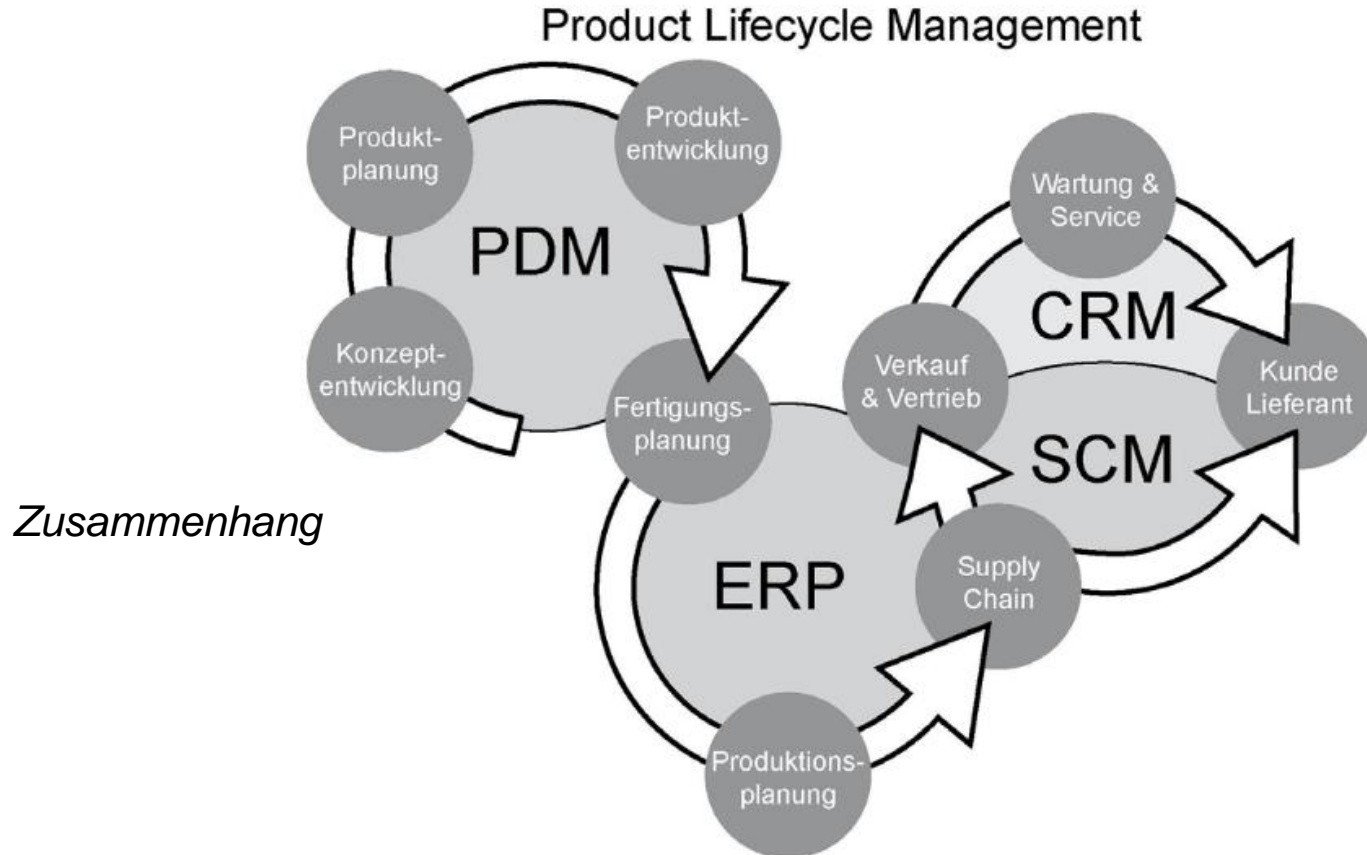 Product Lifecycle Management
Produkt-
planung
Produkt-
entwicklung
PDM
Konzept-
entwicklung
Fertigungs-
planung
Wartung &
Service
CRM
Verkauf
& Vertrieb
Kunde
Lieferant
SCM
Zusammenhang
ERP
Supply
Chain
Produktions-
planung